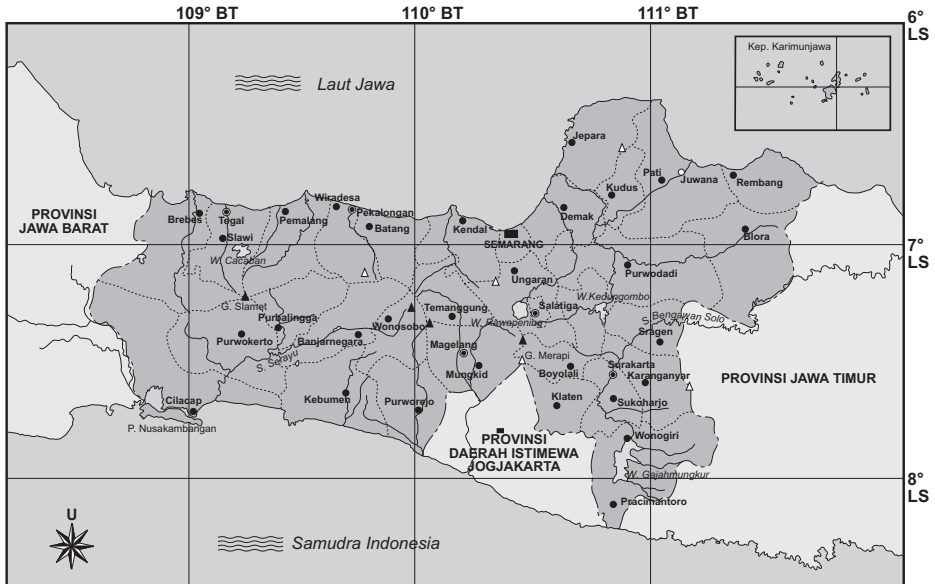 109° BT
110° BT
111° BT
6°
LS
Kep. Karimunjawa
Laut Jawa
Jepara
Pati
Juwana
Rembang
Kudus
Wiradesa
PROVINSI
JAWA BARAT
Brebes
Tegal
Pemalang
Pekalongan
Batang
Kendal
Demak
SEMARANG
Blora
Slawi
7°
LS
W. Cacaban
Ungaran
Purwodadi
G. Slamet
Temanggung
Salatiga
W.Kedungombo
Purbalingga
Wonosobo
W. Rawapening
S. Bengawan Solo
Purwokerto
Banjarnegara
Magelang
Sragen
S. Serayu
Mungkid
G. Merapi
Boyolali
Surakarta
Karanganyar
PROVINSI JAWA TIMUR
Cilacap
Kebumen
Purworejo
Klaten
Sukoharjo
P. Nusakambangan
PROVINSI
DAERAH ISTIMEWA
JOGJAKARTA
Wonogiri
W. Gajahmungkur
8°
LS
Pracimantoro
U
Samudra Indonesia